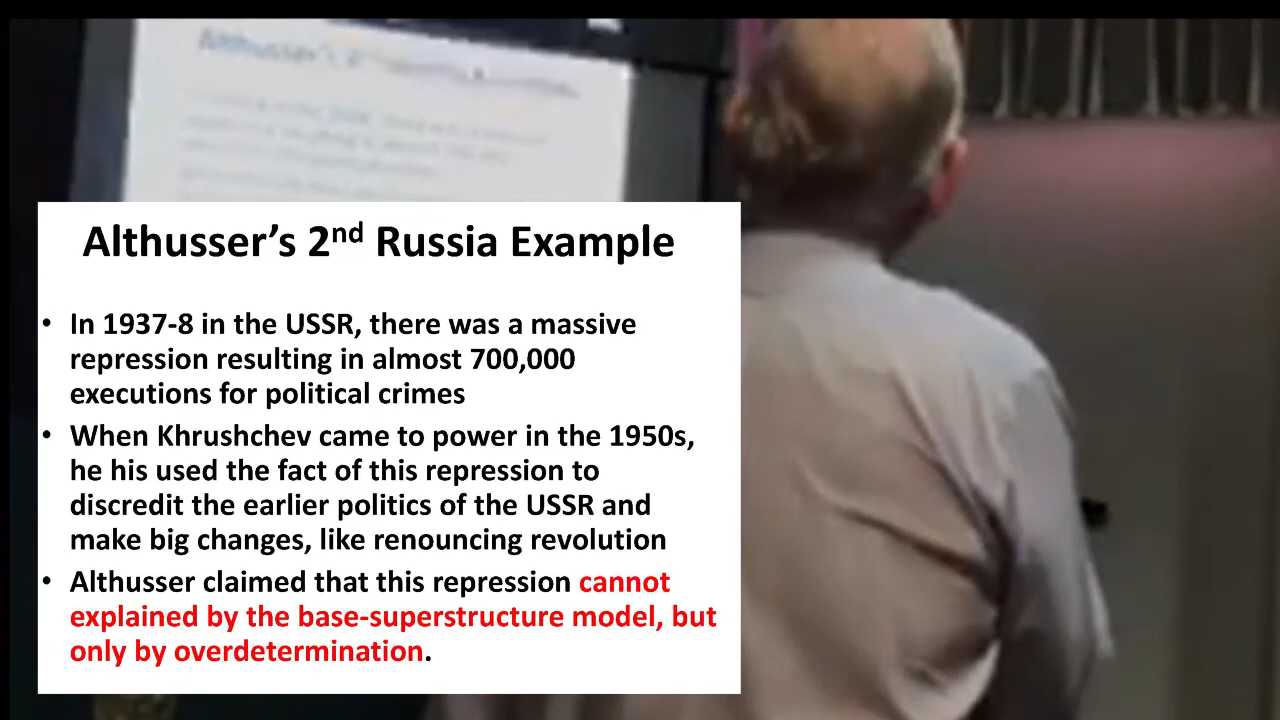 Althusser's
Althusser’s 2nd Russia Example
• In 1937-8 in the USSR, there was a massive
repression resulting in almost 700,000
executions for political crimes
• When Khrushchev came to power in the 1950s,
he his used the fact of this repression to
discredit the earlier politics of the USSR and
make big changes, like renouncing revolution
• Althusser claimed that this repression cannot
explained by the base-superstructure model, but
only by overdetermination.